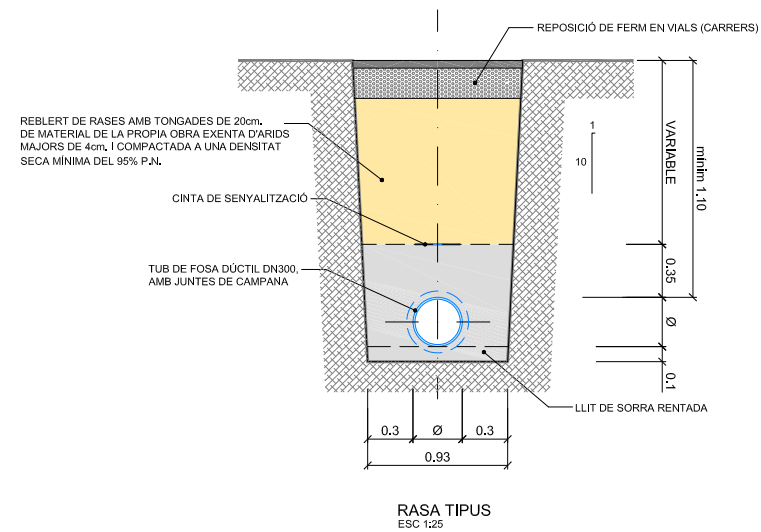 REPOSICIÓ DE FERM EN VIALS (CARRERS)
REBLERT DE RASES AMB TONGADES DE 20cm.
DE MATERIAL DE LA PROPIA OBRA EXENTA D'ARIDS
MAJORS DE 4cm. I COMPACTADA A UNA DENSITAT
SECA MÍNIMA DEL 95% P.N.
1
10
VARIABLE
mínim 1.10
CINTA DE SENYALITZACIÓ
0.35
TUB DE FOSA DÚCTIL DN300,
AMB JUNTES DE CAMPANA
Ø
0.1
LLIT DE SORRA RENTADA
0.3 Ø 0.3
0.93
RASA TIPUS
ESC 1:25